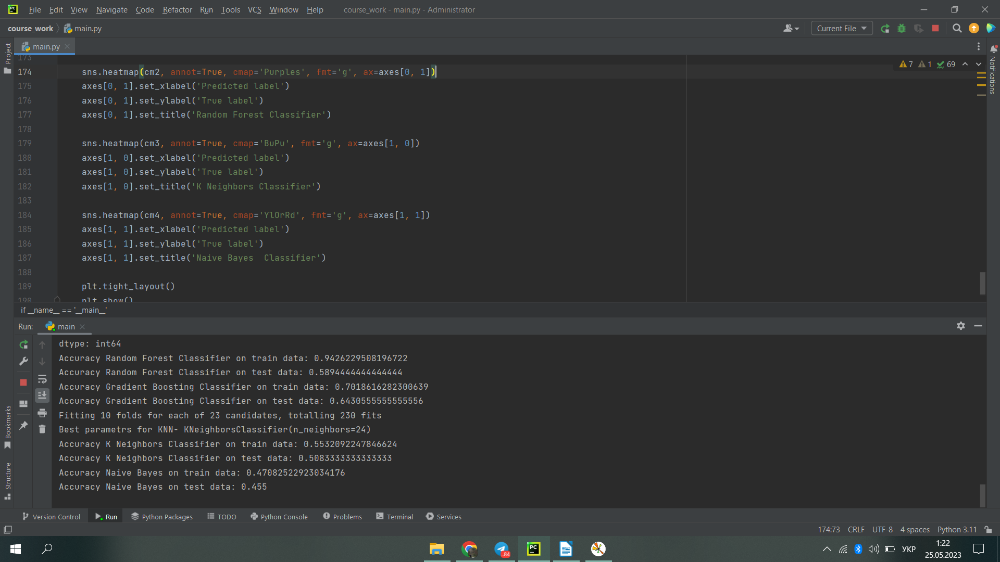 File Edit View Navigate Code Refactor Run Tools VCS Window Help course_work - main.py - Administrator
course_work main.py Current File
main.py
Project
Notifications
7 1 69
173
174 sns.heatmap(cm2, annot=True, cmap='Purples', fmt='g', ax=axes[0, 1])
175 axes[0, 1].set_xlabel('Predicted label')
176 axes[0, 1].set_ylabel('True label')
177 axes[0, 1].set_title('Random Forest Classifier')
178
179 sns.heatmap(cm3, annot=True, cmap='BuPu', fmt='g', ax=axes[1, 0])
180 axes[1, 0].set_xlabel('Predicted label')
181 axes[1, 0].set_ylabel('True label')
182 axes[1, 0].set_title('K Neighbors Classifier')
183
184 sns.heatmap(cm4, annot=True, cmap='YlOrRd', fmt='g', ax=axes[1, 1])
185 axes[1, 1].set_xlabel('Predicted label')
186 axes[1, 1].set_ylabel('True label')
187 axes[1, 1].set_title('Naive Bayes  Classifier')
188
189 plt.tight_layout()
190 plt.show()
if __name__ == '__main__'
Run: main
dtype: int64
Accuracy Random Forest Classifier on train data: 0.9426229508196722
Accuracy Random Forest Classifier on test data: 0.5894444444444444
Accuracy Gradient Boosting Classifier on train data: 0.7018616282300639
Accuracy Gradient Boosting Classifier on test data: 0.6430555555555556
Fitting 10 folds for each of 23 candidates, totalling 230 fits
Best parametrs for KNN- KNeighborsClassifier(n_neighbors=24)
Accuracy K Neighbors Classifier on train data: 0.5532092247846624
Accuracy K Neighbors Classifier on test data: 0.5083333333333333
Accuracy Naive Bayes on train data: 0.47082522923034176
Accuracy Naive Bayes on test data: 0.455
Bookmarks
Structure
Version Control Run Python Packages TODO Python Console Problems Terminal Services
174:73 CRLF UTF-8 4 spaces Python 3.11
PC
..84
УКР
1:22
25.05.2023